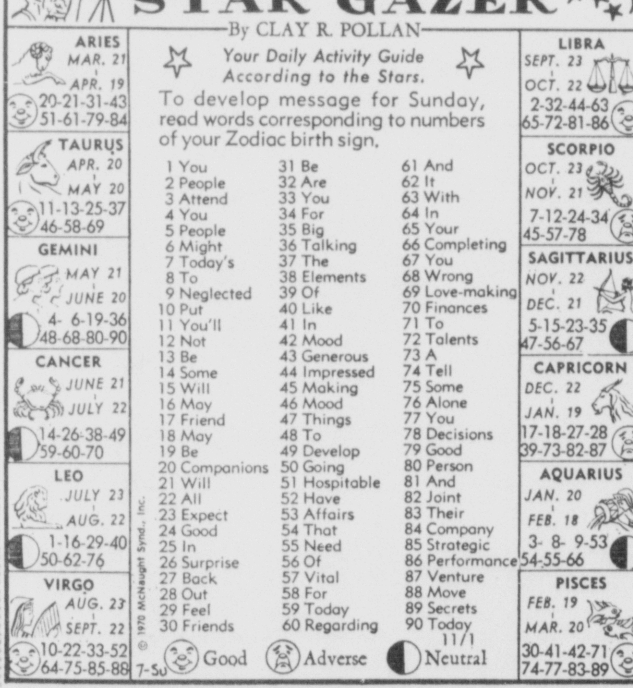 STAR GAZER
By CLAY R. POLLAN
ARIES
MAR. 21
APR. 19
20-21-31-43
51-61-79-84
TAURUS
APR. 20
MAY 20
11-13-25-37
46-58-69
GEMINI
MAY 21
JUNE 20
4- 6-19-36
48-68-80-90
CANCER
JUNE 21
JULY 22
14-26-38-49
59-60-70
LEO
JULY 23
AUG. 22
1-16-29-40
50-62-76
VIRGO
AUG. 23
SEPT. 22
10-22-33-52
64-75-85-88
Your Daily Activity Guide
According to the Stars.
To develop message for Sunday,
read words corresponding to numbers
of your Zodiac birth sign.
1 You
2 People
3 Attend
4 You
5 People
6 Might
7 Today's
8 To
9 Neglected
10 Put
11 You'll
12 Not
13 Be
14 Some
15 Will
16 May
17 Friend
18 May
19 Be
20 Companions
21 Will
22 All
23 Expect
24 Good
25 In
26 Surprise
27 Back
28 Out
29 Feel
30 Friends
31 Be
32 Are
33 You
34 For
35 Big
36 Talking
37 The
38 Elements
39 Of
40 Like
41 In
42 Mood
43 Generous
44 Impressed
45 Making
46 Mood
47 Things
48 To
49 Develop
50 Going
51 Hospitable
52 Have
53 Affairs
54 That
55 Need
56 Of
57 Vital
58 For
59 Today
60 Regarding
61 And
62 It
63 With
64 In
65 Your
66 Completing
67 You
68 Wrong
69 Love-making
70 Finances
71 To
72 Talents
73 A
74 Tell
75 Some
76 Alone
77 You
78 Decisions
79 Good
80 Person
81 And
82 Joint
83 Their
84 Company
85 Strategic
86 Performance
87 Venture
88 Move
89 Secrets
90 Today
11/1
© 1970 McNaught Synd., Inc.
7-Su
Good
Adverse
Neutral
LIBRA
SEPT. 23
OCT. 22
2-32-44-63
65-72-81-86
SCORPIO
OCT. 23
NOV. 21
7-12-24-34
45-57-78
SAGITTARIUS
NOV. 22
DEC. 21
5-15-23-35
47-56-67
CAPRICORN
DEC. 22
JAN. 19
17-18-27-28
39-73-82-87
AQUARIUS
JAN. 20
FEB. 18
3- 8- 9-53
54-55-66
PISCES
FEB. 19
MAR. 20
30-41-42-71
74-77-83-89